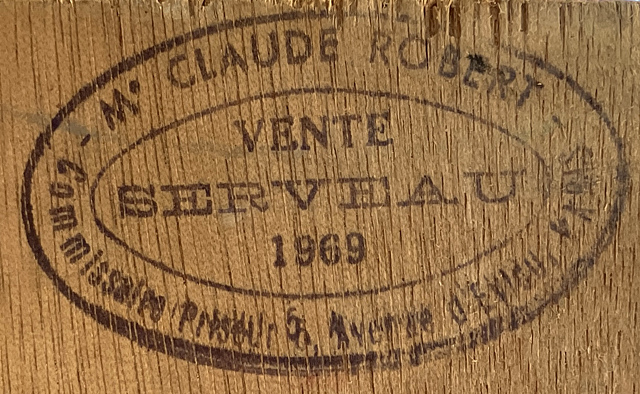 Mᵉ CLAUDE ROBERT -
Commissaire Priseur 5, Avenue d'Eylau,
VENTE
SERVEAU
1969